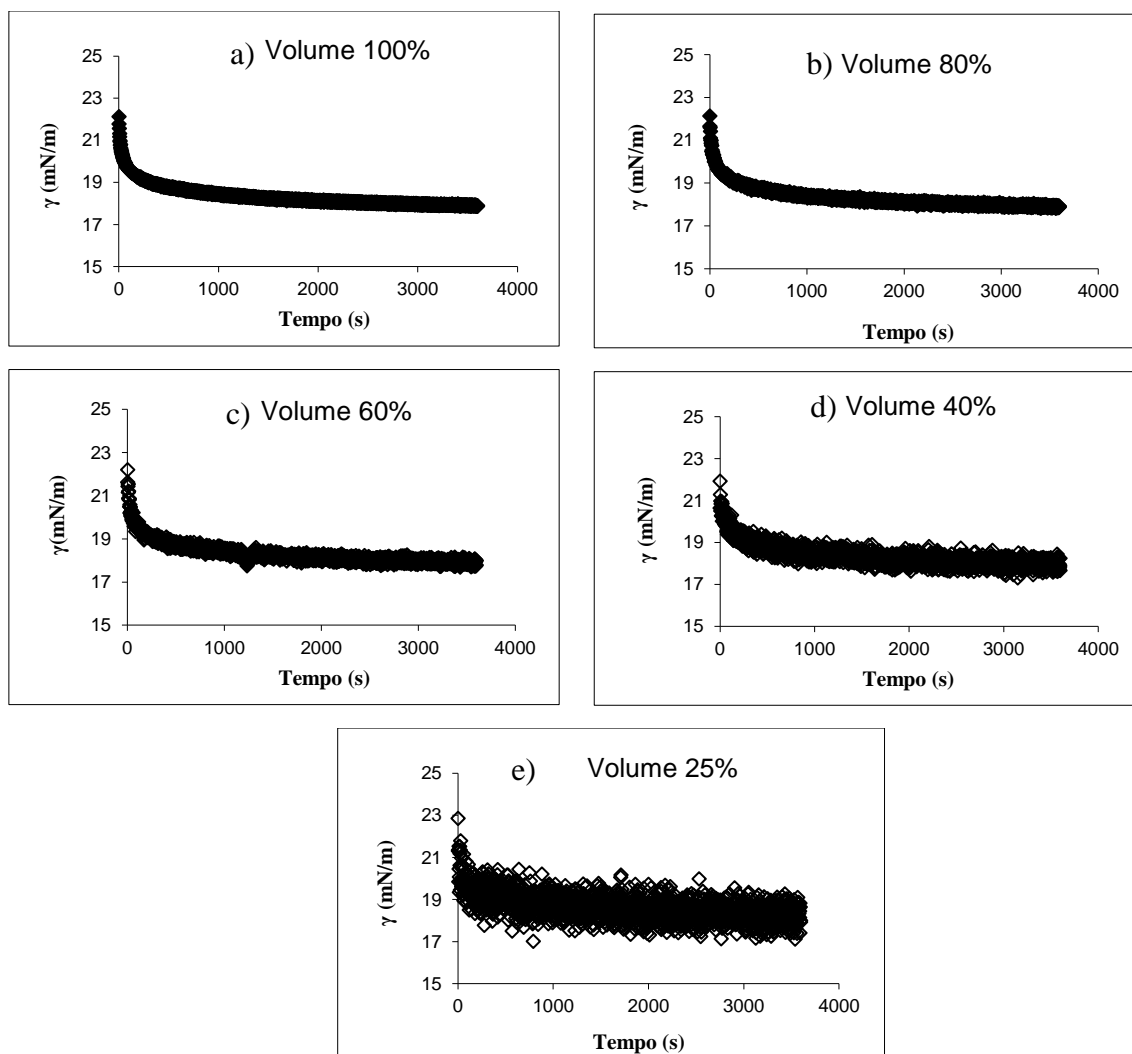 a) Volume 100%
γ (mN/m)
25
23
21
19
17
15
0 1000 2000 3000 4000
Tempo (s)
b) Volume 80%
γ (mN/m)
25
23
21
19
17
15
0 1000 2000 3000 4000
Tempo (s)
c) Volume 60%
γ(mN/m)
25
23
21
19
17
15
0 1000 2000 3000 4000
Tempo (s)
d) Volume 40%
γ (mN/m)
25
23
21
19
17
15
0 1000 2000 3000 4000
Tempo (s)
e) Volume 25%
γ (mN/m)
25
23
21
19
17
15
0 1000 2000 3000 4000
Tempo (s)